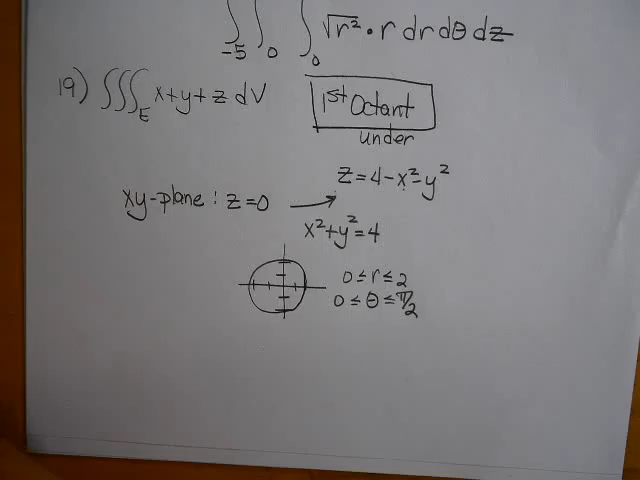 ∫∫∫ √r² • r dr dθ dz
-5 0 0
19) ∭_E x+y+z dV 1st Octant
under
z=4-x²-y²
xy-plane: z=0 →
x²+y²=4
0 ≤ r ≤ 2
0 ≤ θ ≤ π/2